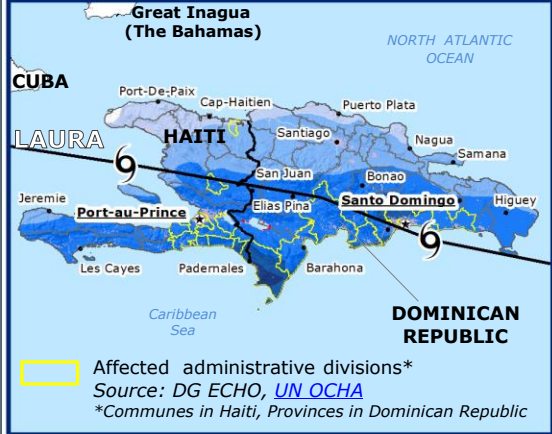 Great Inagua
(The Bahamas)
NORTH ATLANTIC
OCEAN
CUBA
Port-De-Paix
Cap-Haitien
Puerto Plata
LAURA
HAITI
Santiago
Nagua
Samana
San Juan
Bonao
Jeremie
Elias Pina
Santo Domingo
Higuey
Port-au-Prince
Les Cayes
Padernales
Barahona
Caribbean
Sea
DOMINICAN
REPUBLIC
Affected administrative divisions*
Source: DG ECHO, UN OCHA
*Communes in Haiti, Provinces in Dominican Republic